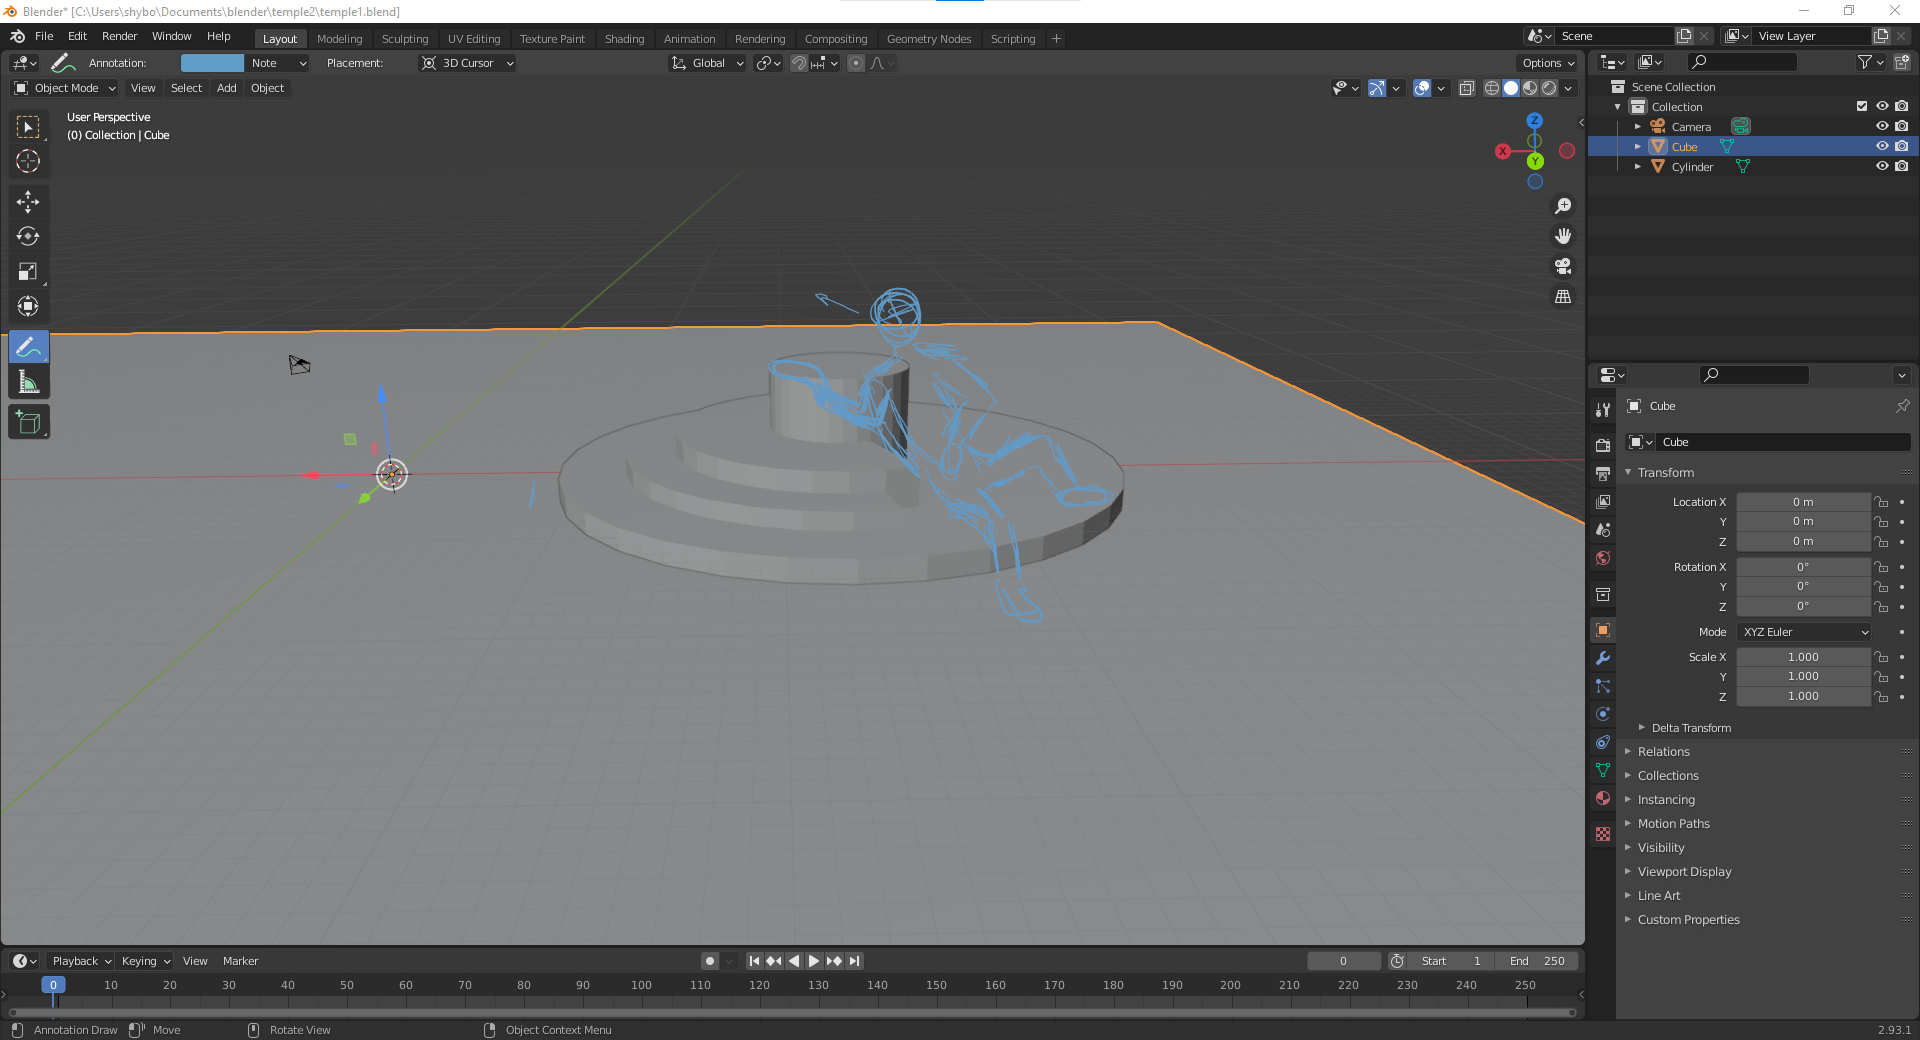 Blender* [C:\Users\shybo\Documents\blender\temple2\temple1.blend]
File Edit Render Window Help Layout Modeling Sculpting UV Editing Texture Paint Shading Animation Rendering Compositing Geometry Nodes Scripting + Scene View Layer
Annotation: Note Placement: 3D Cursor Global Options
Object Mode View Select Add Object
User Perspective
(0) Collection | Cube
Z
X
Y
Scene Collection
Collection
Camera
Cube
Cylinder
Cube
Cube
Transform
Location X 0 m
Y 0 m
Z 0 m
Rotation X 0°
Y 0°
Z 0°
Mode XYZ Euler
Scale X 1.000
Y 1.000
Z 1.000
Delta Transform
Relations
Collections
Instancing
Motion Paths
Visibility
Viewport Display
Line Art
Custom Properties
Playback Keying View Marker 0 Start 1 End 250
0 10 20 30 40 50 60 70 80 90 100 110 120 130 140 150 160 170 180 190 200 210 220 230 240 250
Annotation Draw Move Rotate View Object Context Menu 2.93.1